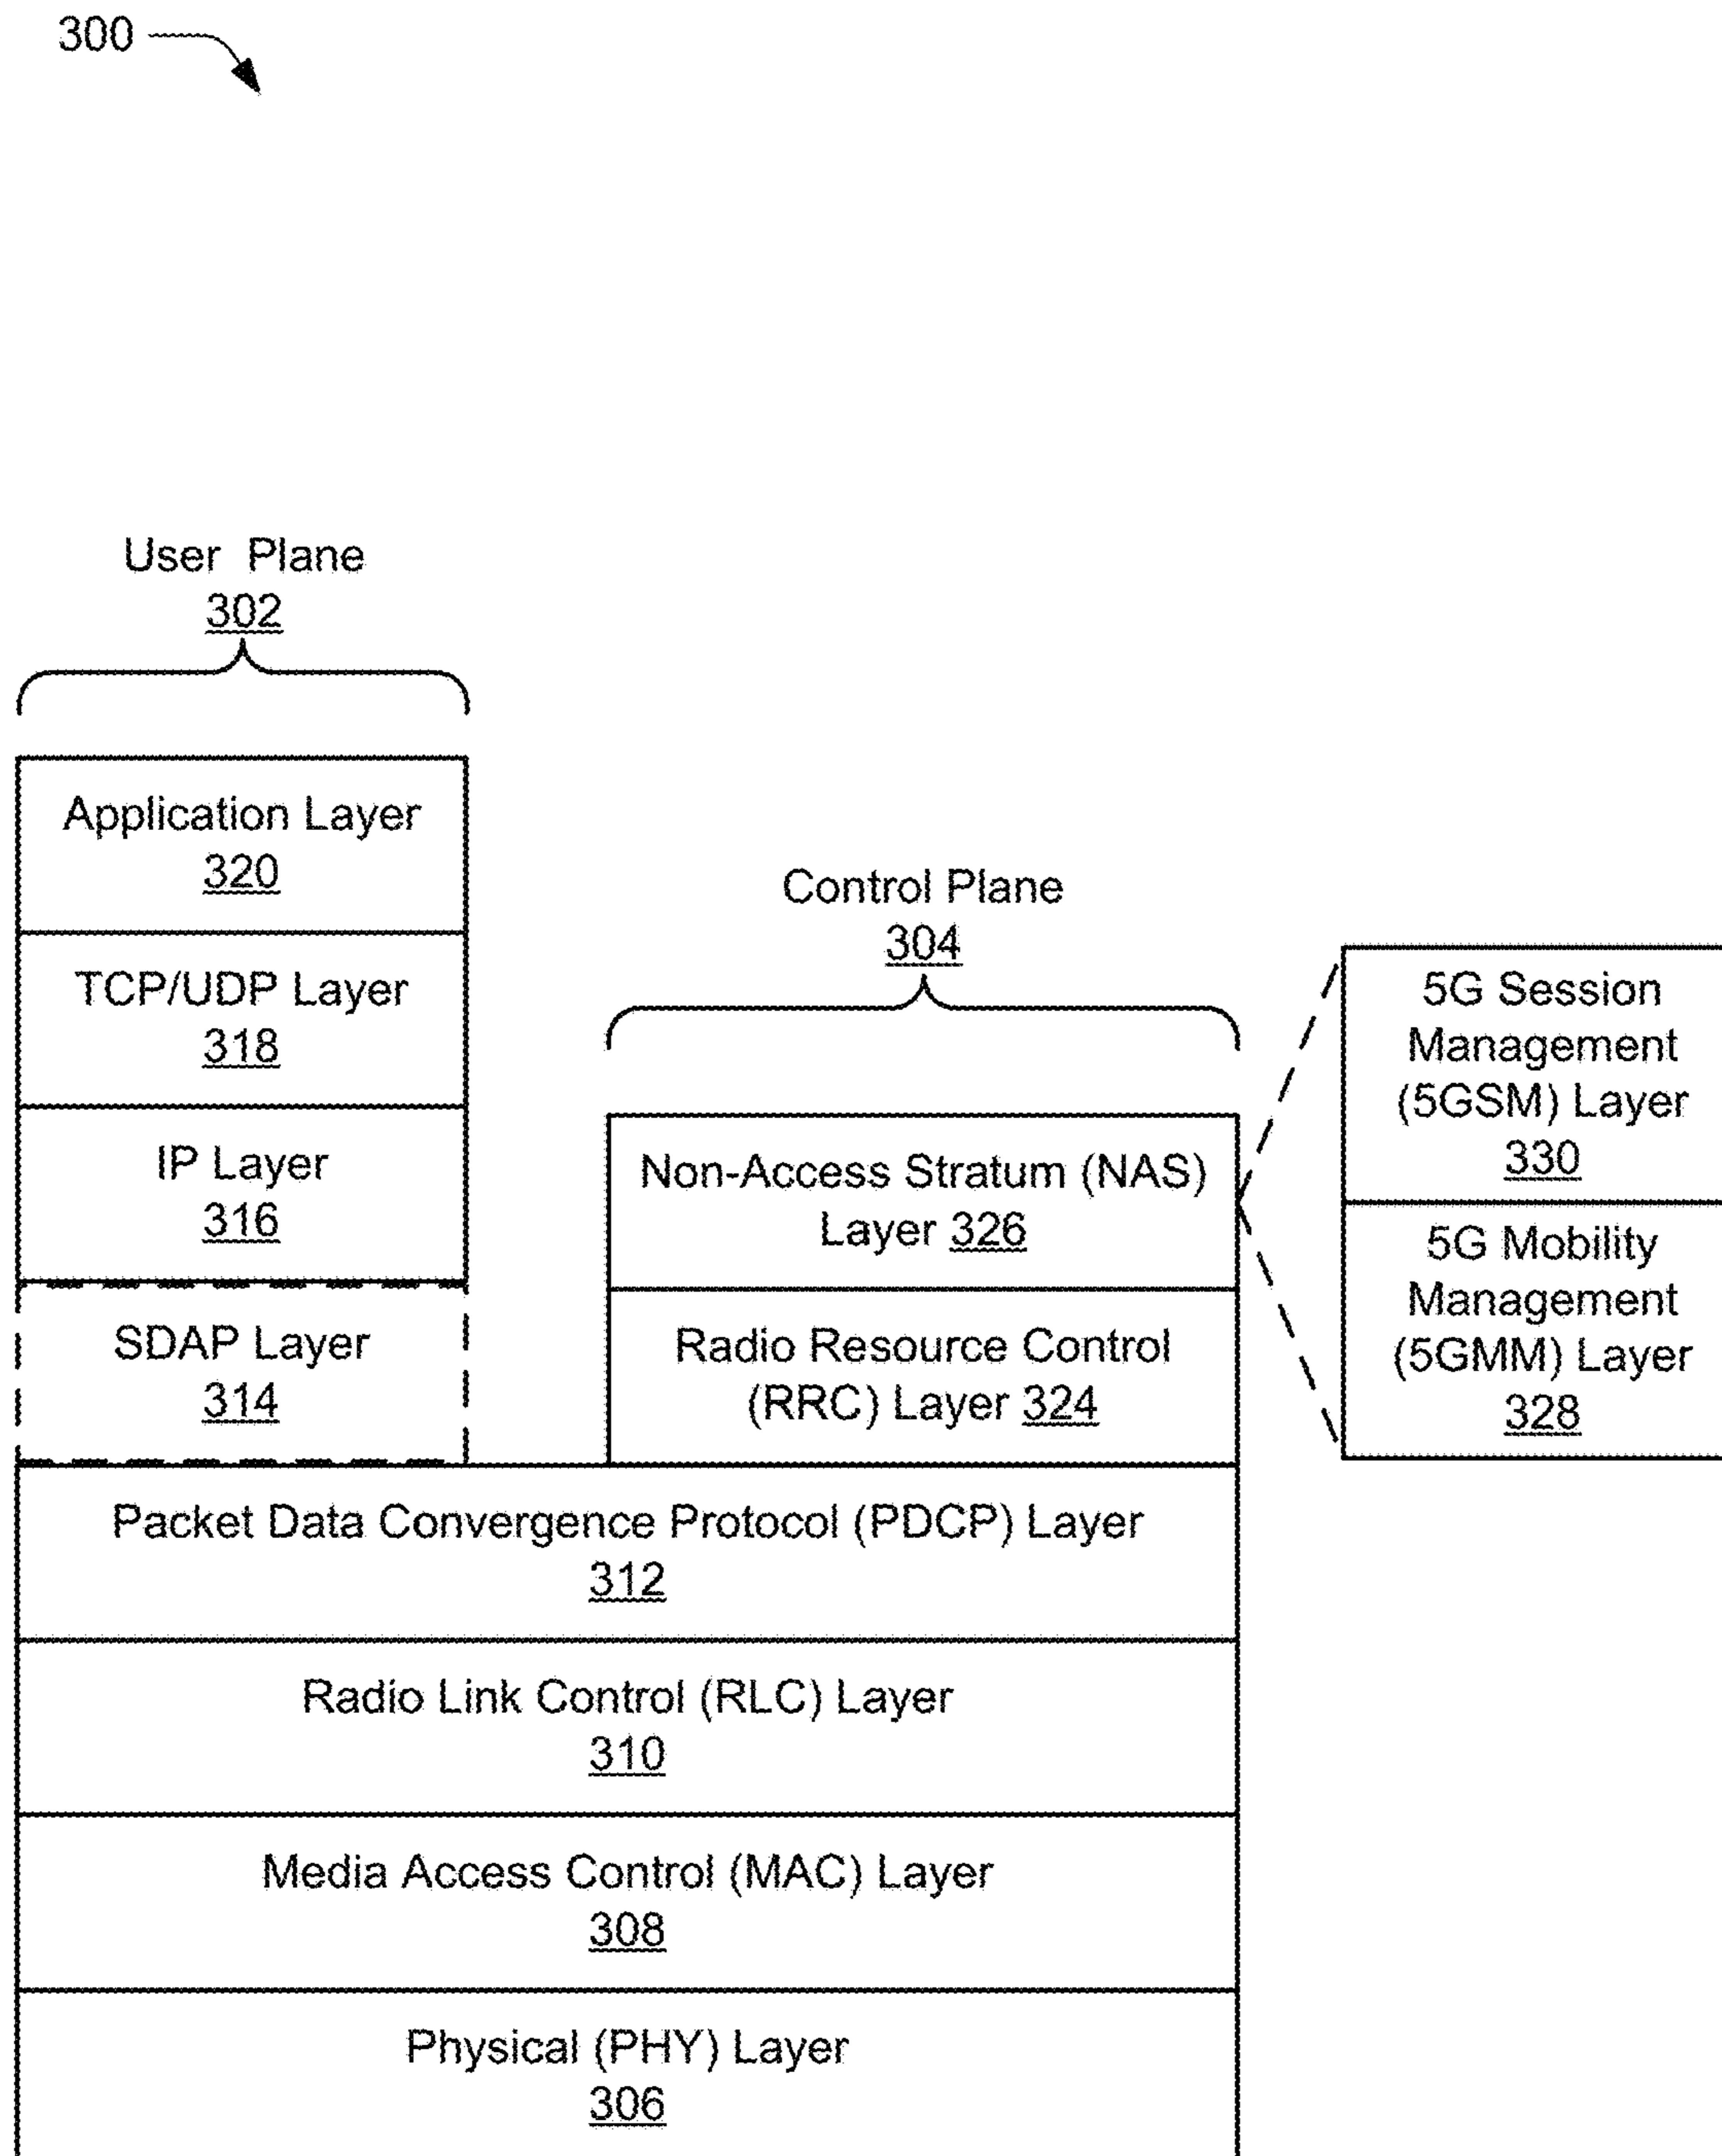 300
User Plane
302
Application Layer
320
TCP/UDP Layer
318
IP Layer
316
SDAP Layer
314
Control Plane
304
Non-Access Stratum (NAS)
Layer 326
Radio Resource Control
(RRC) Layer 324
5G Session
Management
(5GSM) Layer
330
5G Mobility
Management
(5GMM) Layer
328
Packet Data Convergence Protocol (PDCP) Layer
312
Radio Link Control (RLC) Layer
310
Media Access Control (MAC) Layer
308
Physical (PHY) Layer
306